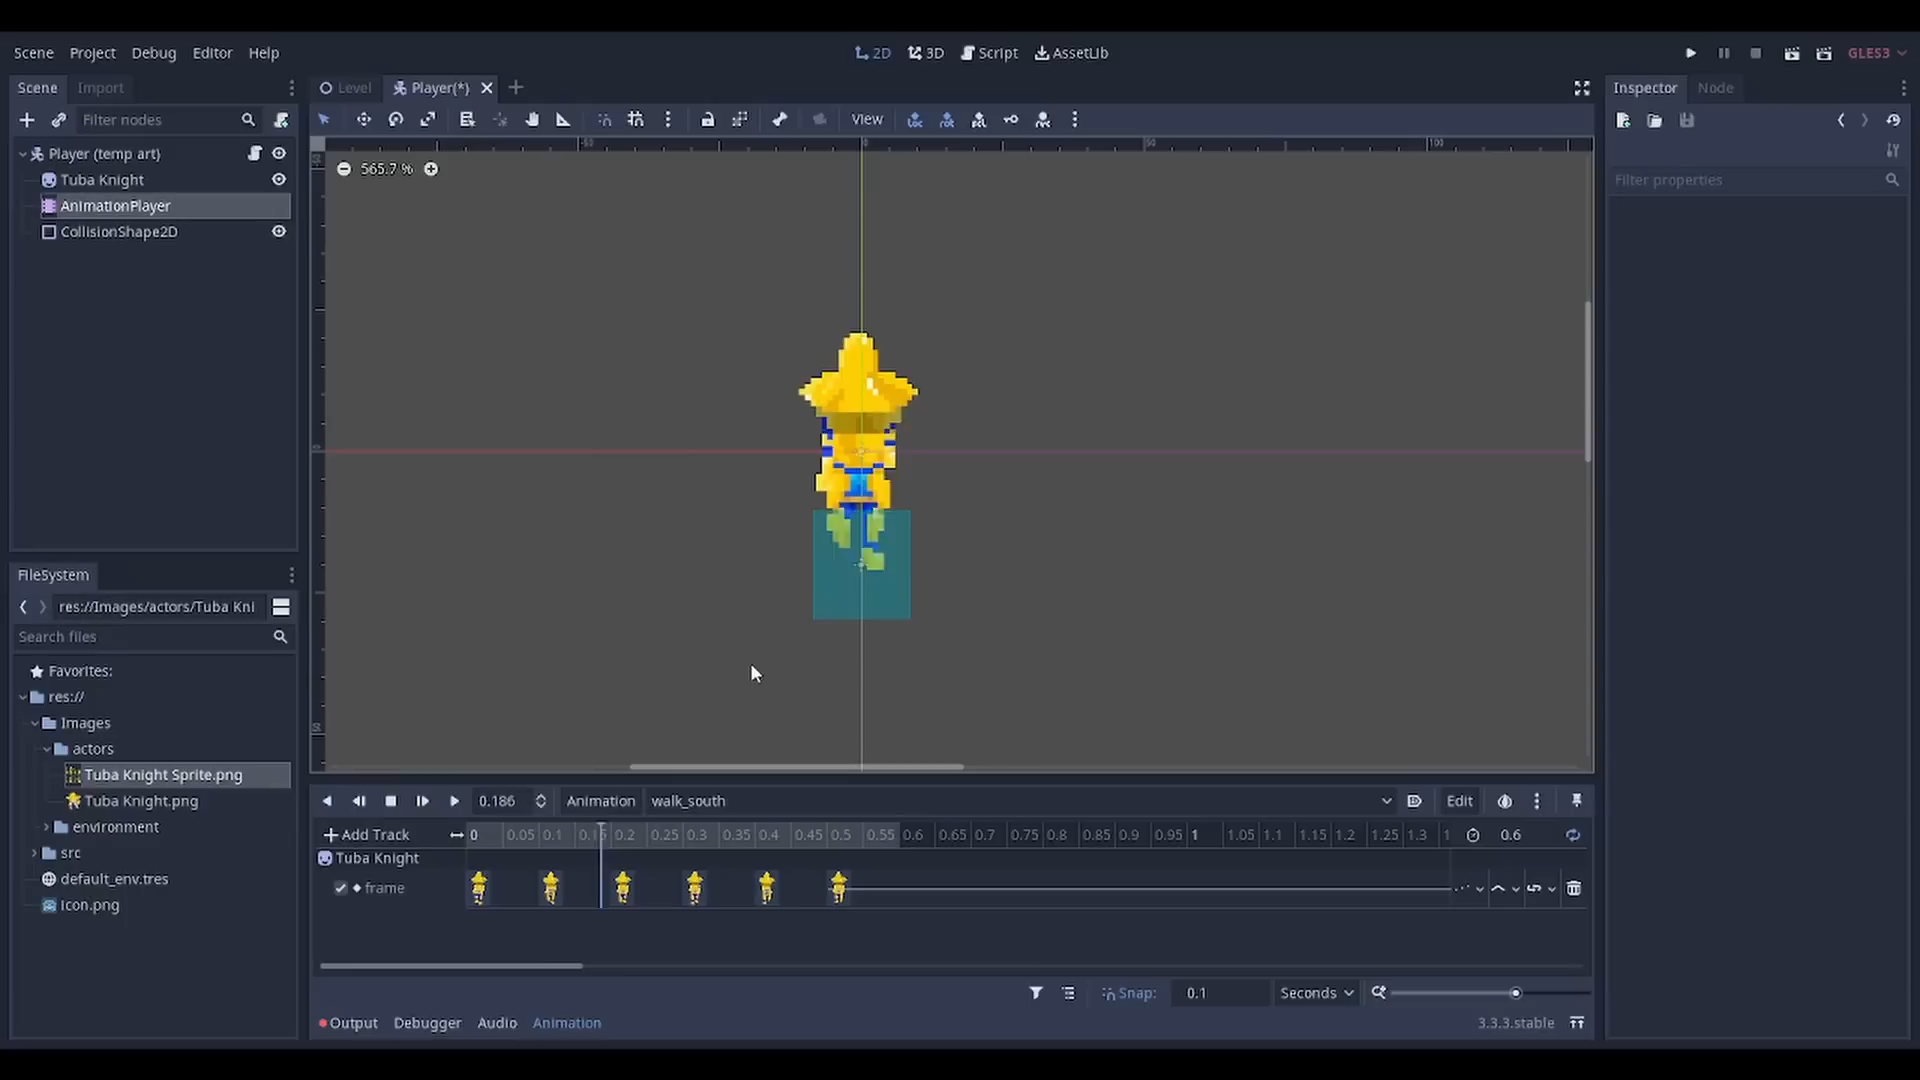 Scene Project Debug Editor Help
2D 3D Script AssetLib
GLES3
Scene Import
Level Player(*)
Inspector Node
Filter nodes
View
Filter properties
565.7 %
Player (temp art)
Tuba Knight
AnimationPlayer
CollisionShape2D
FileSystem
res://Images/actors/Tuba Kni
Search files
Favorites:
res://
Images
actors
Tuba Knight Sprite.png
Tuba Knight.png
environment
src
default_env.tres
icon.png
0.186 Animation walk_south Edit
Add Track 0 0.05 0.1 0.15 0.2 0.25 0.3 0.35 0.4 0.45 0.5 0.55 0.6 0.65 0.7 0.75 0.8 0.85 0.9 0.95 1 1.05 1.1 1.15 1.2 1.25 1.3 1 0.6
Tuba Knight
frame
Snap: 0.1 Seconds
Output Debugger Audio Animation 3.3.3.stable